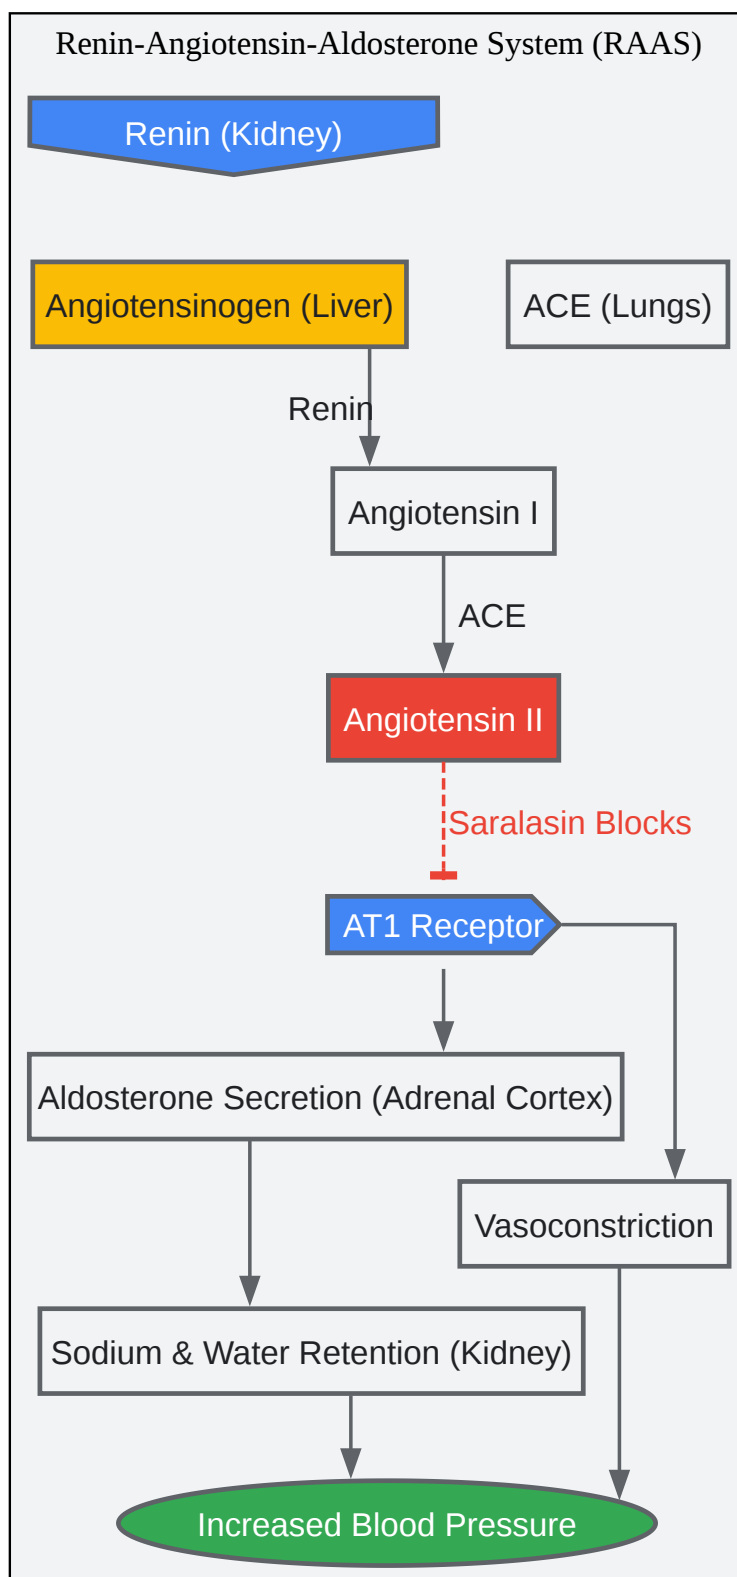 Renin-Angiotensin-Aldosterone System (RAAS)
Renin (Kidney)
Angiotensinogen (Liver)
ACE (Lungs)
Renin
Angiotensin I
ACE
Angiotensin II
Saralasin Blocks
AT1 Receptor
Aldosterone Secretion (Adrenal Cortex)
Vasoconstriction
Sodium & Water Retention (Kidney)
Increased Blood Pressure